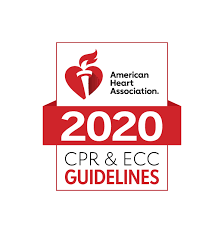 American
Heart
Association.
2020
CPR & ECC
GUIDELINES